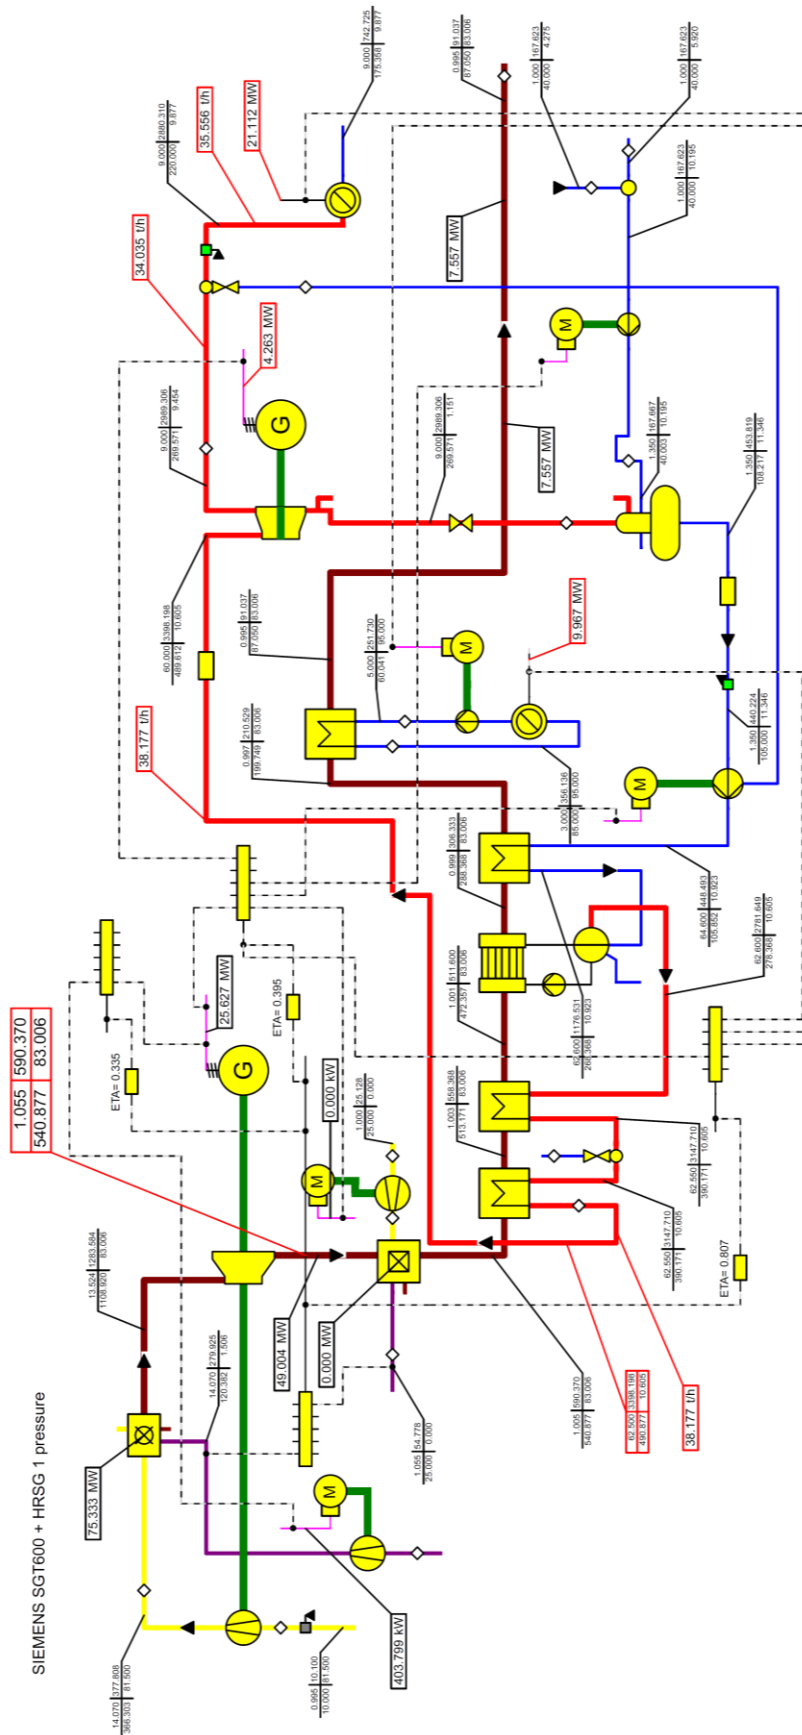 SIEMENS SGT600 + HRSG 1 pressure
14.070 377.808
366.303 81.500
75.333 MW
13.524 1283.584
1108.920 83.006
1.055 590.370
540.877 83.006
0.995 10.100
10.000 81.500
403.799 kW
M
14.070 279.925
120.382 1.506
49.004 MW
0.000 MW
ETA= 0.335
G
25.627 MW
ETA= 0.395
0.000 kW
M
1.000 25.128
25.000 0.000
1.055 54.778
25.000 0.000
1.005 590.370
540.877 83.006
62.500 3398.198
490.877 10.605
38.177 t/h
62.550 3147.710
390.171 10.605
62.550 3147.710
390.171 10.605
ETA= 0.807
1.003 558.368
513.171 83.006
1.001 511.600
472.357 83.006
62.600 1176.531
268.368 10.923
62.600 2781.649
278.368 10.605
0.999 306.333
288.368 83.006
64.600 448.493
105.852 10.923
M
1.350 440.224
105.000 11.346
38.177 t/h
0.997 210.529
199.749 83.006
3.000 356.136
85.000 95.000
5.000 251.730
60.041 95.000
M
9.967 MW
0.995 91.037
87.050 83.006
60.000 3398.198
489.612 10.605
G
4.263 MW
9.000 2989.306
269.571 9.454
34.035 t/h
9.000 2989.306
269.571 1.151
7.557 MW
7.557 MW
1.350 453.819
108.217 11.346
1.350 167.667
40.003 10.195
M
9.000 2880.310
220.000 9.877
35.556 t/h
21.112 MW
9.000 742.725
175.358 9.877
0.995 91.037
87.050 83.006
1.000 167.623
40.000 4.275
1.000 167.623
40.000 5.920
1.000 167.623
40.000 10.195